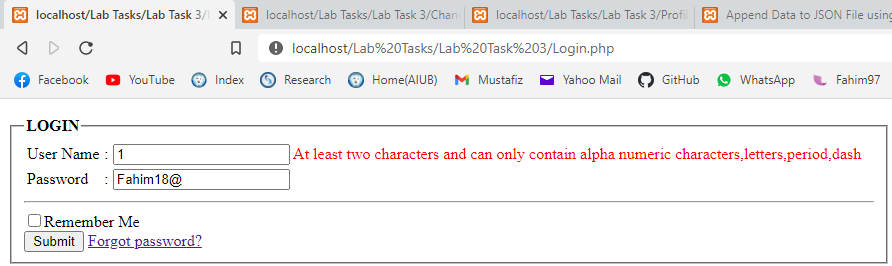 localhost/Lab Tasks/Lab Task 3/L
localhost/Lab Tasks/Lab Task 3/Chan
localhost/Lab Tasks/Lab Task 3/Profil
Append Data to JSON File using
localhost/Lab%20Tasks/Lab%20Task%203/Login.php
Facebook YouTube Index Research Home(AIUB) Mustafiz Yahoo Mail GitHub WhatsApp Fahim97
LOGIN
User Name : 1 At least two characters and can only contain alpha numeric characters,letters,period,dash
Password : Fahim18@
Remember Me
Submit Forgot password?